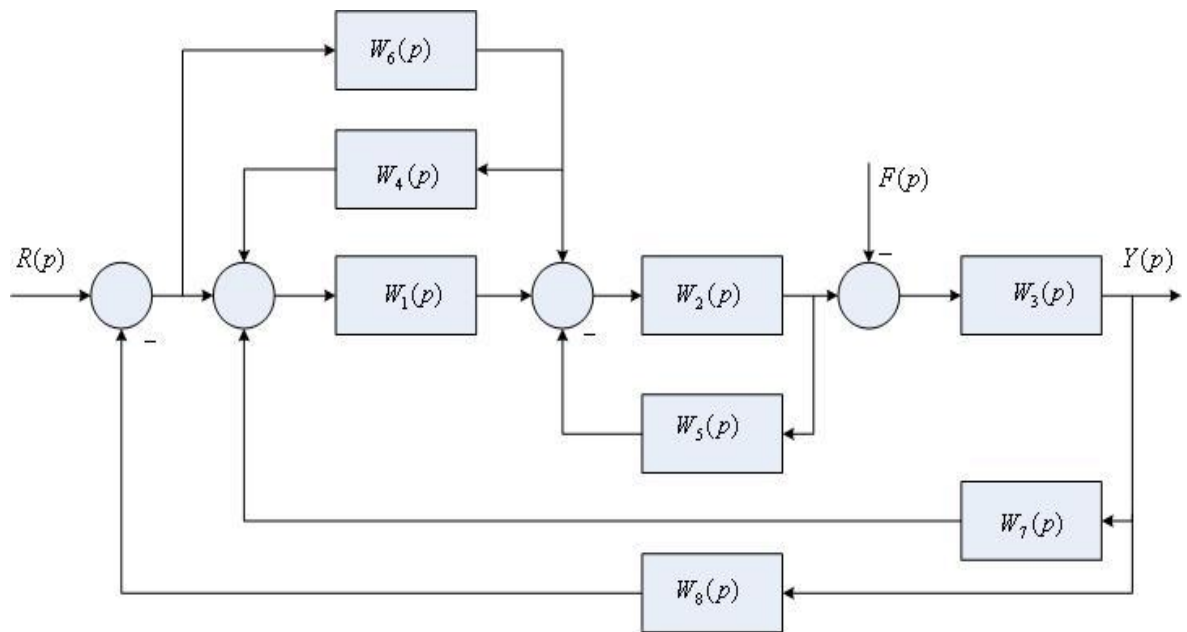 W₆(p)
W₄(p)
F(p)
–
R(p)
W₁(p)
W₂(p)
W₃(p)
Y(p)
–
–
W₅(p)
W₇(p)
W₈(p)